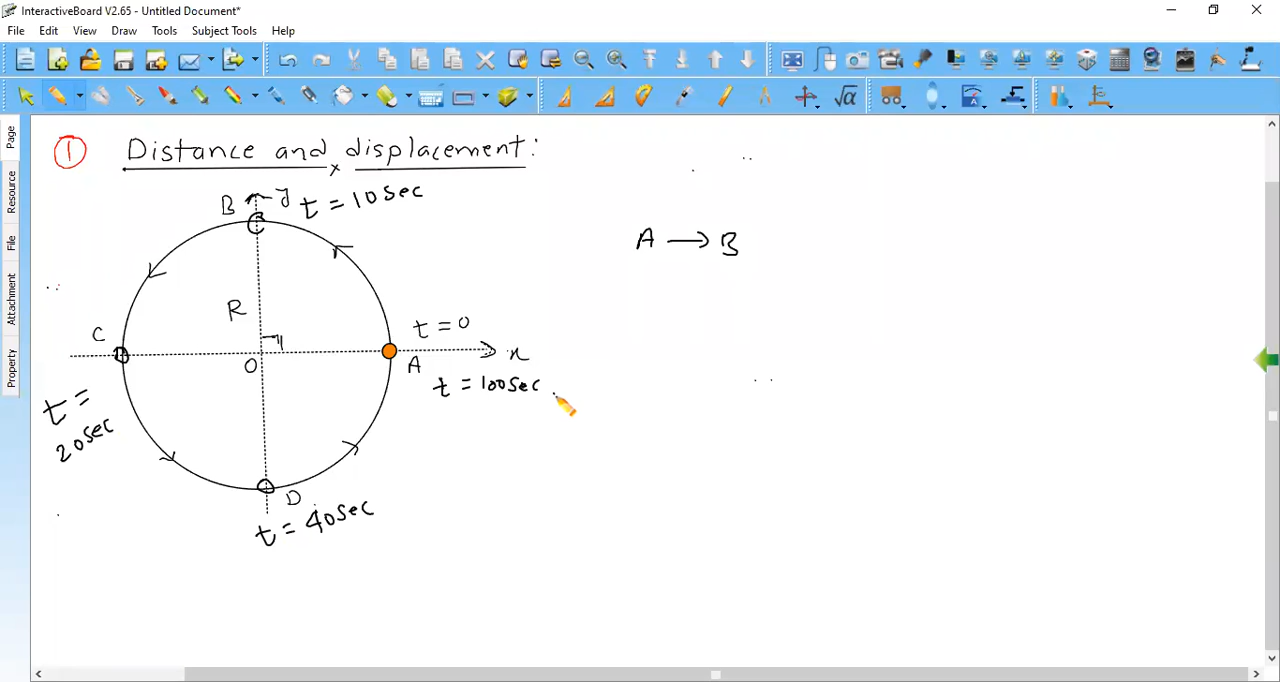 InteractiveBoard V2.65 - Untitled Document*
File Edit View Draw Tools Subject Tools Help
Page
Resource
File
Attachment
Property
1 Distance and displacement:
B y t = 10 sec
A → B
R
C t = 0
O A x
t = 100 sec
t =
20 sec
D
t = 40 sec